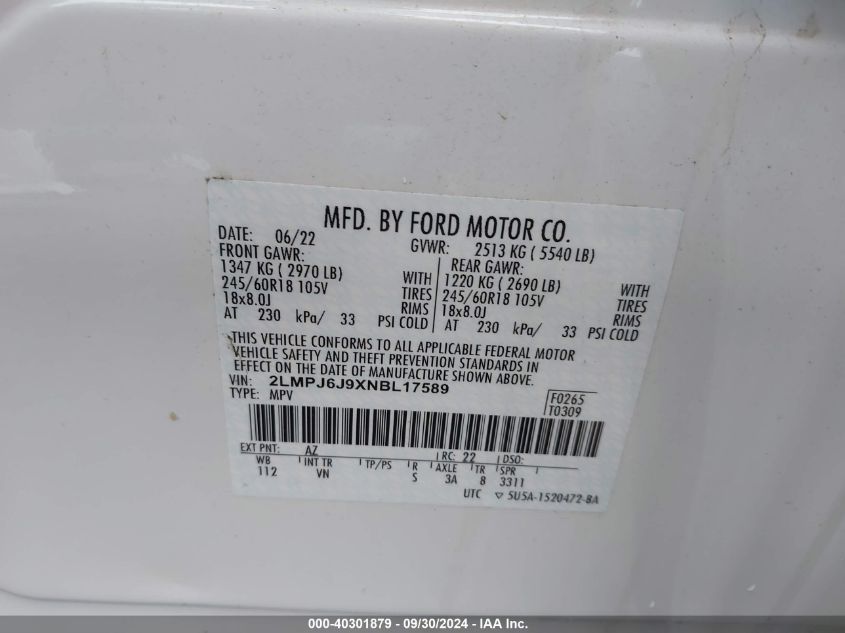 MFD. BY FORD MOTOR CO.
DATE: 06/22 GVWR: 2513 KG ( 5540 LB)
FRONT GAWR: REAR GAWR:
1347 KG ( 2970 LB) WITH 1220 KG ( 2690 LB) WITH
245/60R18 105V TIRES 245/60R18 105V TIRES
18x8.0J RIMS 18x8.0J RIMS
AT 230 kPa/ 33 PSI COLD AT 230 kPa/ 33 PSI COLD
THIS VEHICLE CONFORMS TO ALL APPLICABLE FEDERAL MOTOR
VEHICLE SAFETY AND THEFT PREVENTION STANDARDS IN
EFFECT ON THE DATE OF MANUFACTURE SHOWN ABOVE.
VIN: 2LMPJ6J9XNBL17589 F0265
TYPE: MPV T0309
EXT PNT: AZ RC: 22 DSO:
WB INT TR TP/PS R AXLE TR SPR
112 VN S 3A 8 3311
UTC ▽ 5U5A-1520472-BA
000-40301879 - 09/30/2024 - IAA Inc.